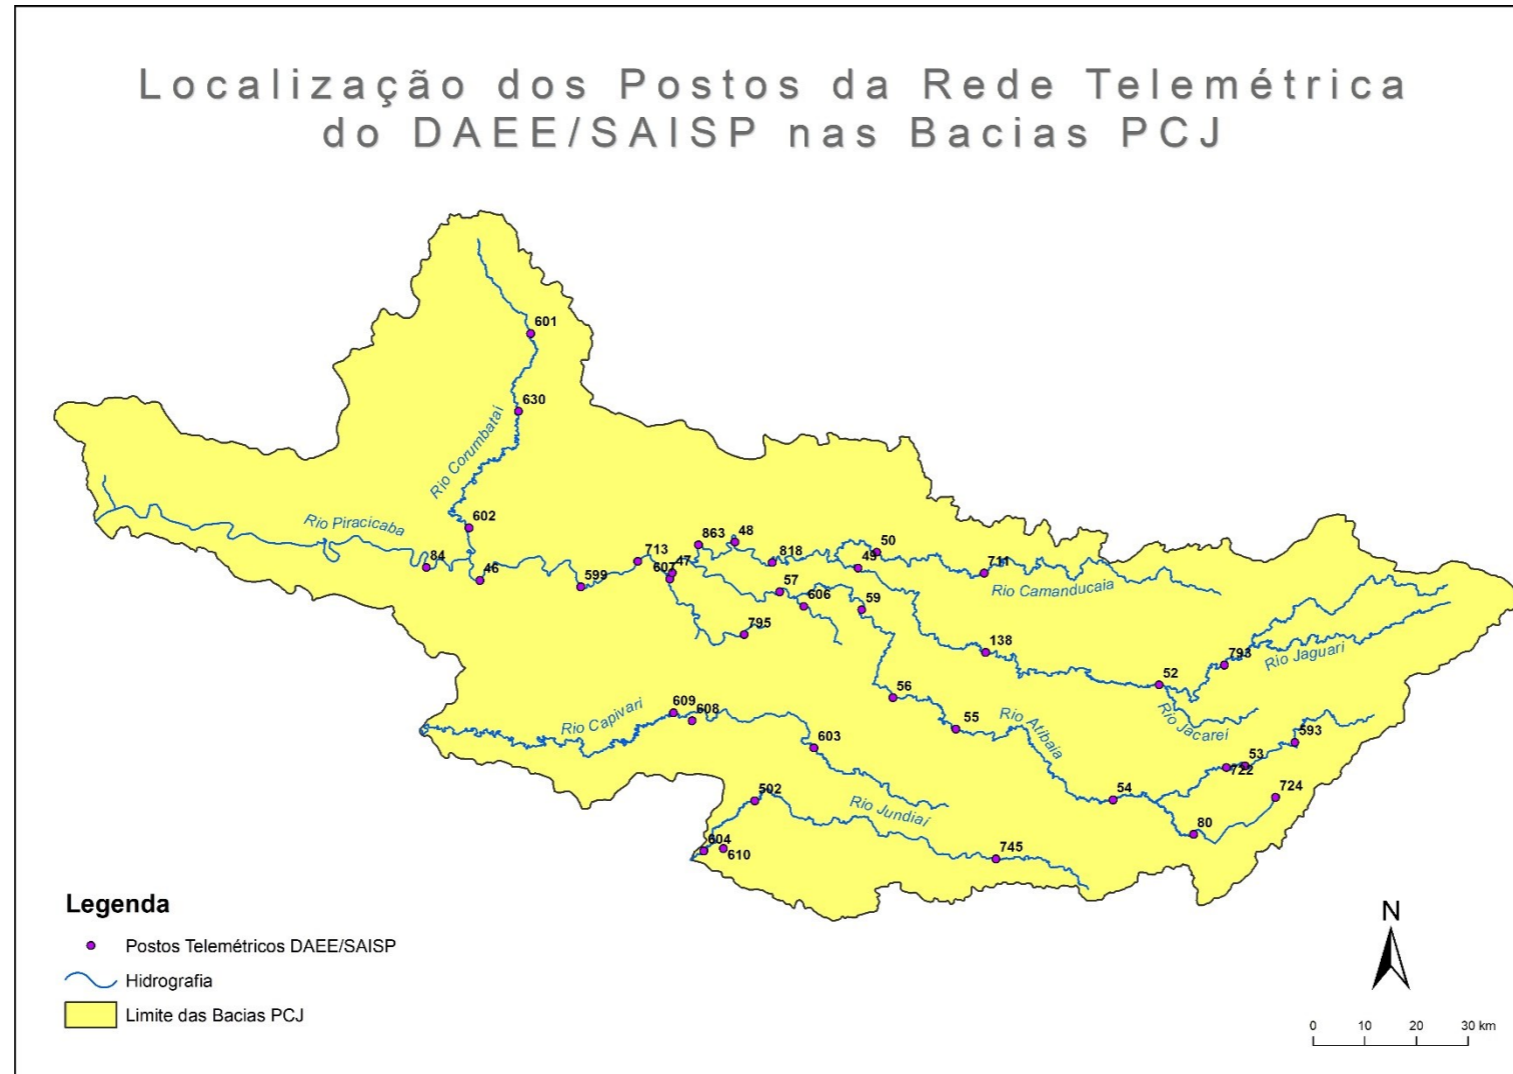 Localização dos Postos da Rede Telemétrica
do DAEE/SAISP nas Bacias PCJ
601
630
Rio Corumbataí
602
Rio Piracicaba
84
46
599
713
607
47
863
48
818
50
49
711
Rio Camanducaia
57
606
59
795
138
793
Rio Jaguari
52
Rio Jacareí
56
55
Rio Atibaia
609
608
Rio Capivari
603
593
53
722
724
54
80
502
Rio Jundiaí
604
610
745
Legenda
Postos Telemétricos DAEE/SAISP
Hidrografia
Limite das Bacias PCJ
N
0 10 20 30 km